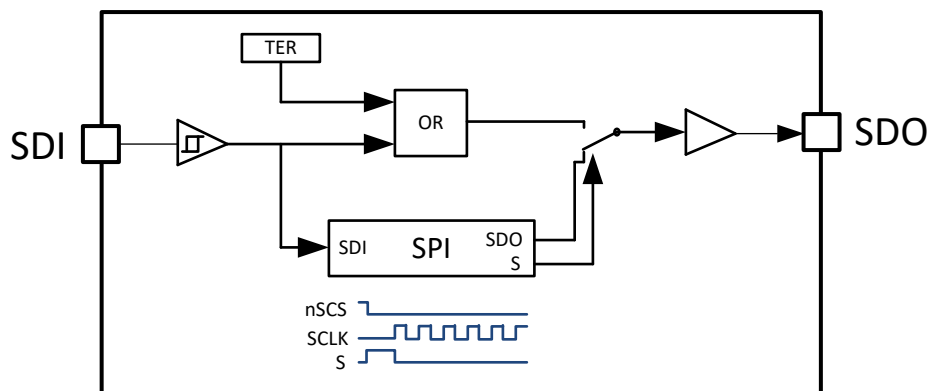 TER
OR
SDI
SDO
SDI
SPI
SDO
S
nSCS
SCLK
S